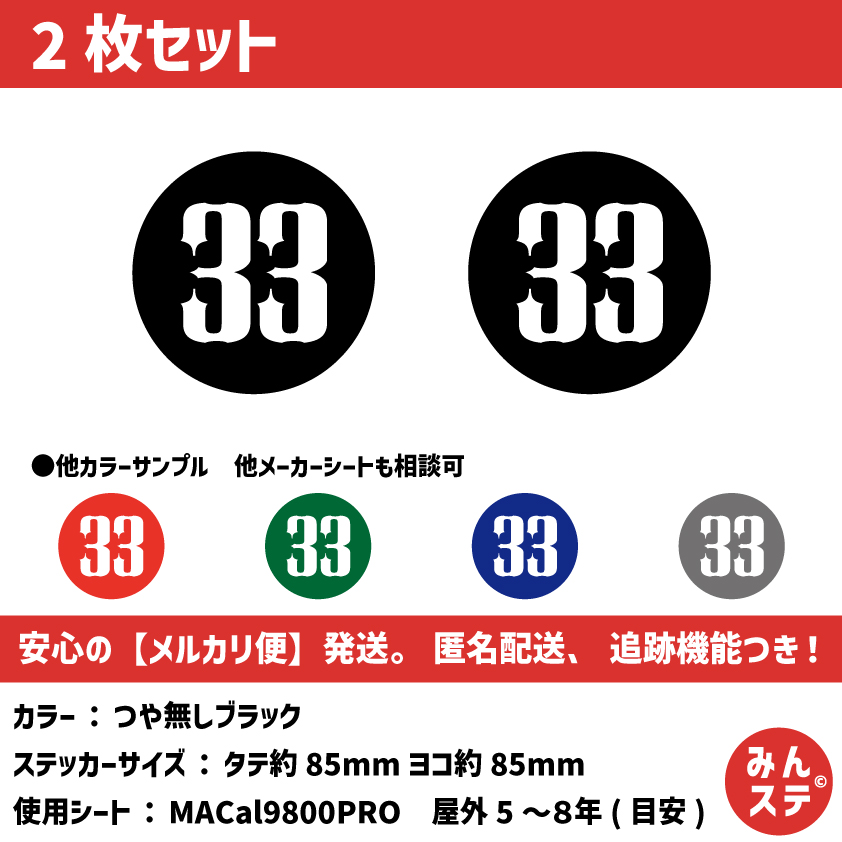 2枚セット
33 33
●他カラーサンプル　他メーカーシートも相談可
33 33 33 33
安心の【メルカリ便】発送。 匿名配送、 追跡機能つき！
カラー : つや無しブラック
ステッカーサイズ : タテ約 85mm ヨコ約 85mm
使用シート : MACal9800PRO　屋外 5 〜8年 ( 目安 )
みん
ステ©